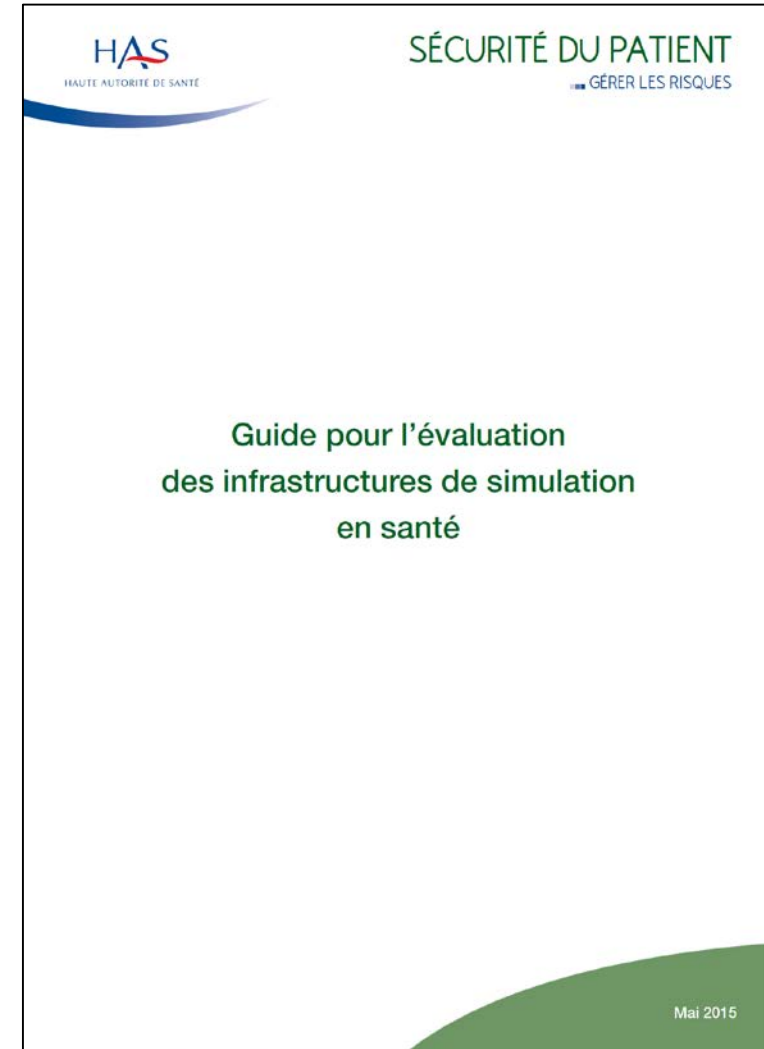 HAS
HAUTE AUTORITÉ DE SANTÉ
SÉCURITÉ DU PATIENT
GÉRER LES RISQUES
Guide pour l'évaluation
des infrastructures de simulation
en santé
Mai 2015